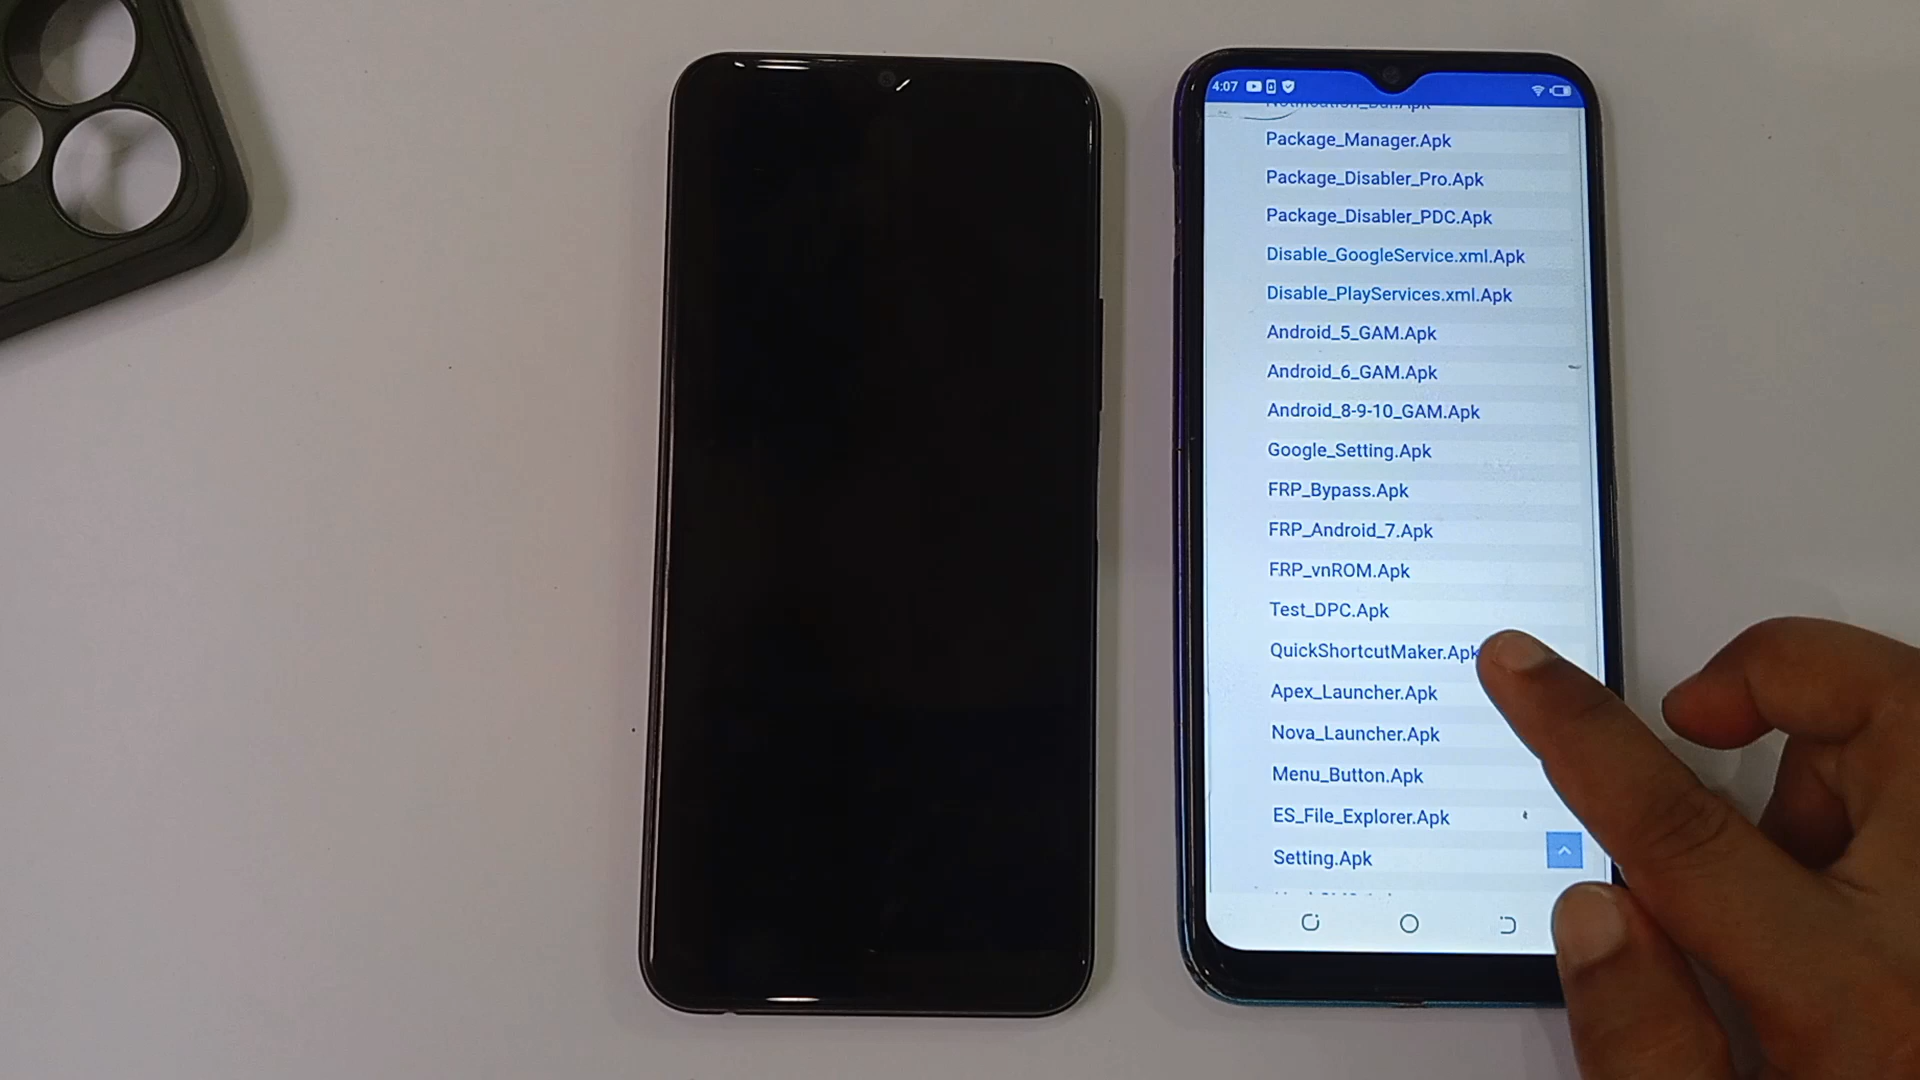 4:07
Package_Manager.Apk
Package_Disabler_Pro.Apk
Package_Disabler_PDC.Apk
Disable_GoogleService.xml.Apk
Disable_PlayServices.xml.Apk
Android_5_GAM.Apk
Android_6_GAM.Apk
Android_8-9-10_GAM.Apk
Google_Setting.Apk
FRP_Bypass.Apk
FRP_Android_7.Apk
FRP_vnROM.Apk
Test_DPC.Apk
QuickShortcutMaker.Apk
Apex_Launcher.Apk
Nova_Launcher.Apk
Menu_Button.Apk
ES_File_Explorer.Apk
Setting.Apk